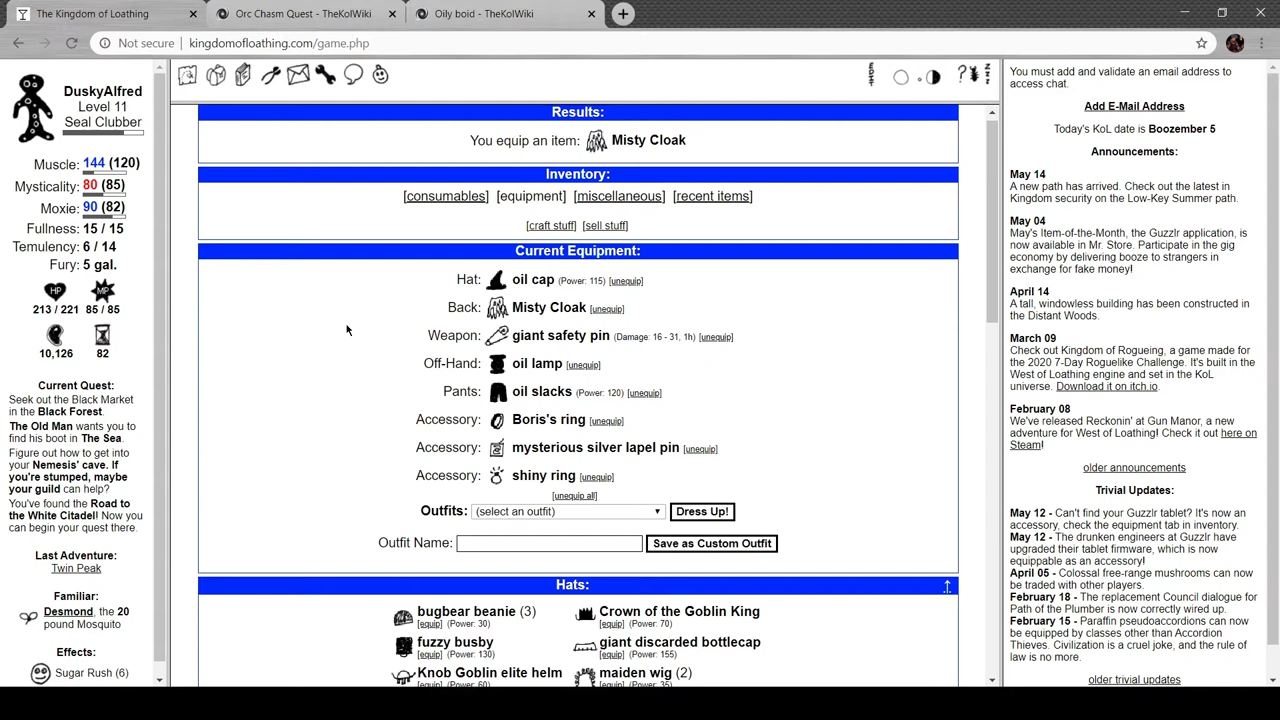 The Kingdom of Loathing
Orc Chasm Quest - TheKolWiki
Oily boid - TheKolWiki
Not secure | kingdomofloathing.com/game.php
DuskyAlfred
Level 11
Seal Clubber
Muscle: 144 (120)
Mysticality: 80 (85)
Moxie: 90 (82)
Fullness: 15 / 15
Temulency: 6 / 14
Fury: 5 gal.
HP MP
213 / 221 85 / 85
10,126 82
Current Quest:
Seek out the Black Market
in the Black Forest.
The Old Man wants you to
find his boot in The Sea.
Figure out how to get into
your Nemesis' cave. If
you're stumped, maybe
your guild can help?
You've found the Road to
the White Citadel! Now you
can begin your quest there.
Last Adventure:
Twin Peak
Familiar:
Desmond, the 20
pound Mosquito
Effects:
Sugar Rush (6)
Results:
You equip an item: Misty Cloak
Inventory:
[consumables] [equipment] [miscellaneous] [recent items]
[craft stuff] [sell stuff]
Current Equipment:
Hat: oil cap (Power: 115) [unequip]
Back: Misty Cloak [unequip]
Weapon: giant safety pin (Damage: 16 - 31, 1h) [unequip]
Off-Hand: oil lamp [unequip]
Pants: oil slacks (Power: 120) [unequip]
Accessory: Boris's ring [unequip]
Accessory: mysterious silver lapel pin [unequip]
Accessory: shiny ring [unequip]
[unequip all]
Outfits: (select an outfit) Dress Up!
Outfit Name: Save as Custom Outfit
Hats:
bugbear beanie (3) Crown of the Goblin King
[equip] (Power: 30) [equip] (Power: 70)
fuzzy busby giant discarded bottlecap
[equip] (Power: 130) [equip] (Power: 155)
Knob Goblin elite helm maiden wig (2)
[equip] (Power: 60) [equip] (Power: 35)
You must add and validate an email address to
access chat.
Add E-Mail Address
Today's KoL date is Boozember 5
Announcements:
May 14
A new path has arrived. Check out the latest in
Kingdom security on the Low-Key Summer path.
May 04
May's Item-of-the-Month, the Guzzlr application, is
now available in Mr. Store. Participate in the gig
economy by delivering booze to strangers in
exchange for fake money!
April 14
A tall, windowless building has been constructed in
the Distant Woods.
March 09
Check out Kingdom of Rogueing, a game made for
the 2020 7-Day Roguelike Challenge. It's built in the
West of Loathing engine and set in the KoL
universe. Download it on itch.io.
February 08
We've released Reckonin' at Gun Manor, a new
adventure for West of Loathing! Check it out here on
Steam!
older announcements
Trivial Updates:
May 12 - Can't find your Guzzlr tablet? It's now an
accessory, check the equipment tab in inventory.
May 12 - The drunken engineers at Guzzlr have
upgraded their tablet firmware, which is now
equippable as an accessory!
April 05 - Colossal free-range mushrooms can now
be traded with other players.
February 18 - The replacement Council dialogue for
Path of the Plumber is now correctly wired up.
February 15 - Paraffin pseudoaccordions can now
be equipped by classes other than Accordion
Thieves. Civilization is a cruel joke, and the rule of
law is no more.
older trivial updates